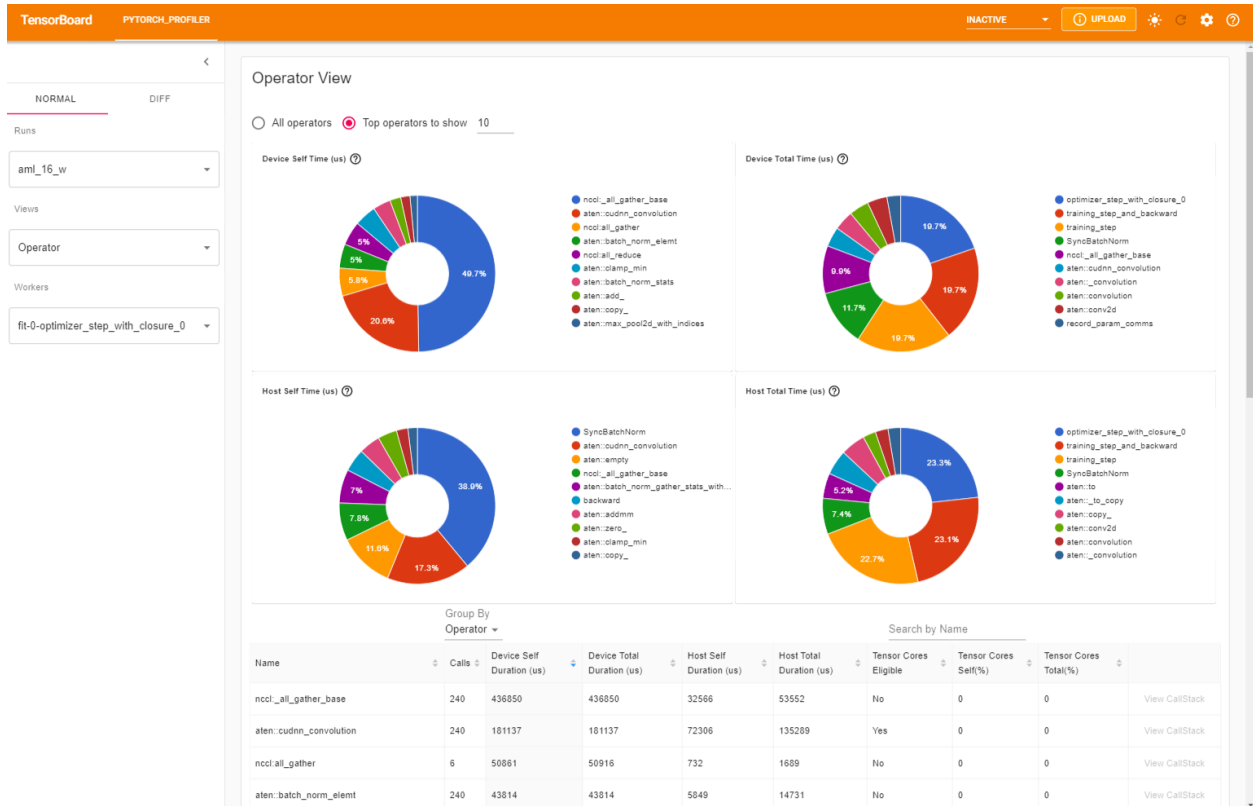 TensorBoard PYTORCH_PROFILER INACTIVE UPLOAD
NORMAL DIFF
Runs
aml_16_w
Views
Operator
Workers
fit-0-optimizer_step_with_closure_0
Operator View
All operators Top operators to show 10
Device Self Time (us)
49.7%
20.6%
5.8%
5%
5%
nccl:_all_gather_base
aten::cudnn_convolution
nccl:all_gather
aten::batch_norm_elemt
nccl:all_reduce
aten::clamp_min
aten::batch_norm_stats
aten::add_
aten::copy_
aten::max_pool2d_with_indices
Device Total Time (us)
19.7%
19.7%
19.7%
11.7%
9.9%
optimizer_step_with_closure_0
training_step_and_backward
training_step
SyncBatchNorm
nccl:_all_gather_base
aten::cudnn_convolution
aten::_convolution
aten::convolution
aten::conv2d
record_param_comms
Host Self Time (us)
38.9%
17.3%
11.6%
7.8%
7%
SyncBatchNorm
aten::cudnn_convolution
aten::empty
nccl:_all_gather_base
aten::batch_norm_gather_stats_with...
backward
aten::addmm
aten::zero_
aten::clamp_min
aten::copy_
Host Total Time (us)
23.3%
23.1%
22.7%
7.4%
5.2%
optimizer_step_with_closure_0
training_step_and_backward
training_step
SyncBatchNorm
aten::to
aten::_to_copy
aten::copy_
aten::conv2d
aten::convolution
aten::_convolution
Group By
Operator
Search by Name
Name Calls Device Self Duration (us) Device Total Duration (us) Host Self Duration (us) Host Total Duration (us) Tensor Cores Eligible Tensor Cores Self(%) Tensor Cores Total(%)
nccl:_all_gather_base 240 436850 436850 32566 53552 No 0 0 View CallStack
aten::cudnn_convolution 240 181137 181137 72306 135289 Yes 0 0 View CallStack
nccl:all_gather 6 50861 50916 732 1689 No 0 0 View CallStack
aten::batch_norm_elemt 240 43814 43814 5849 14731 No 0 0 View CallStack